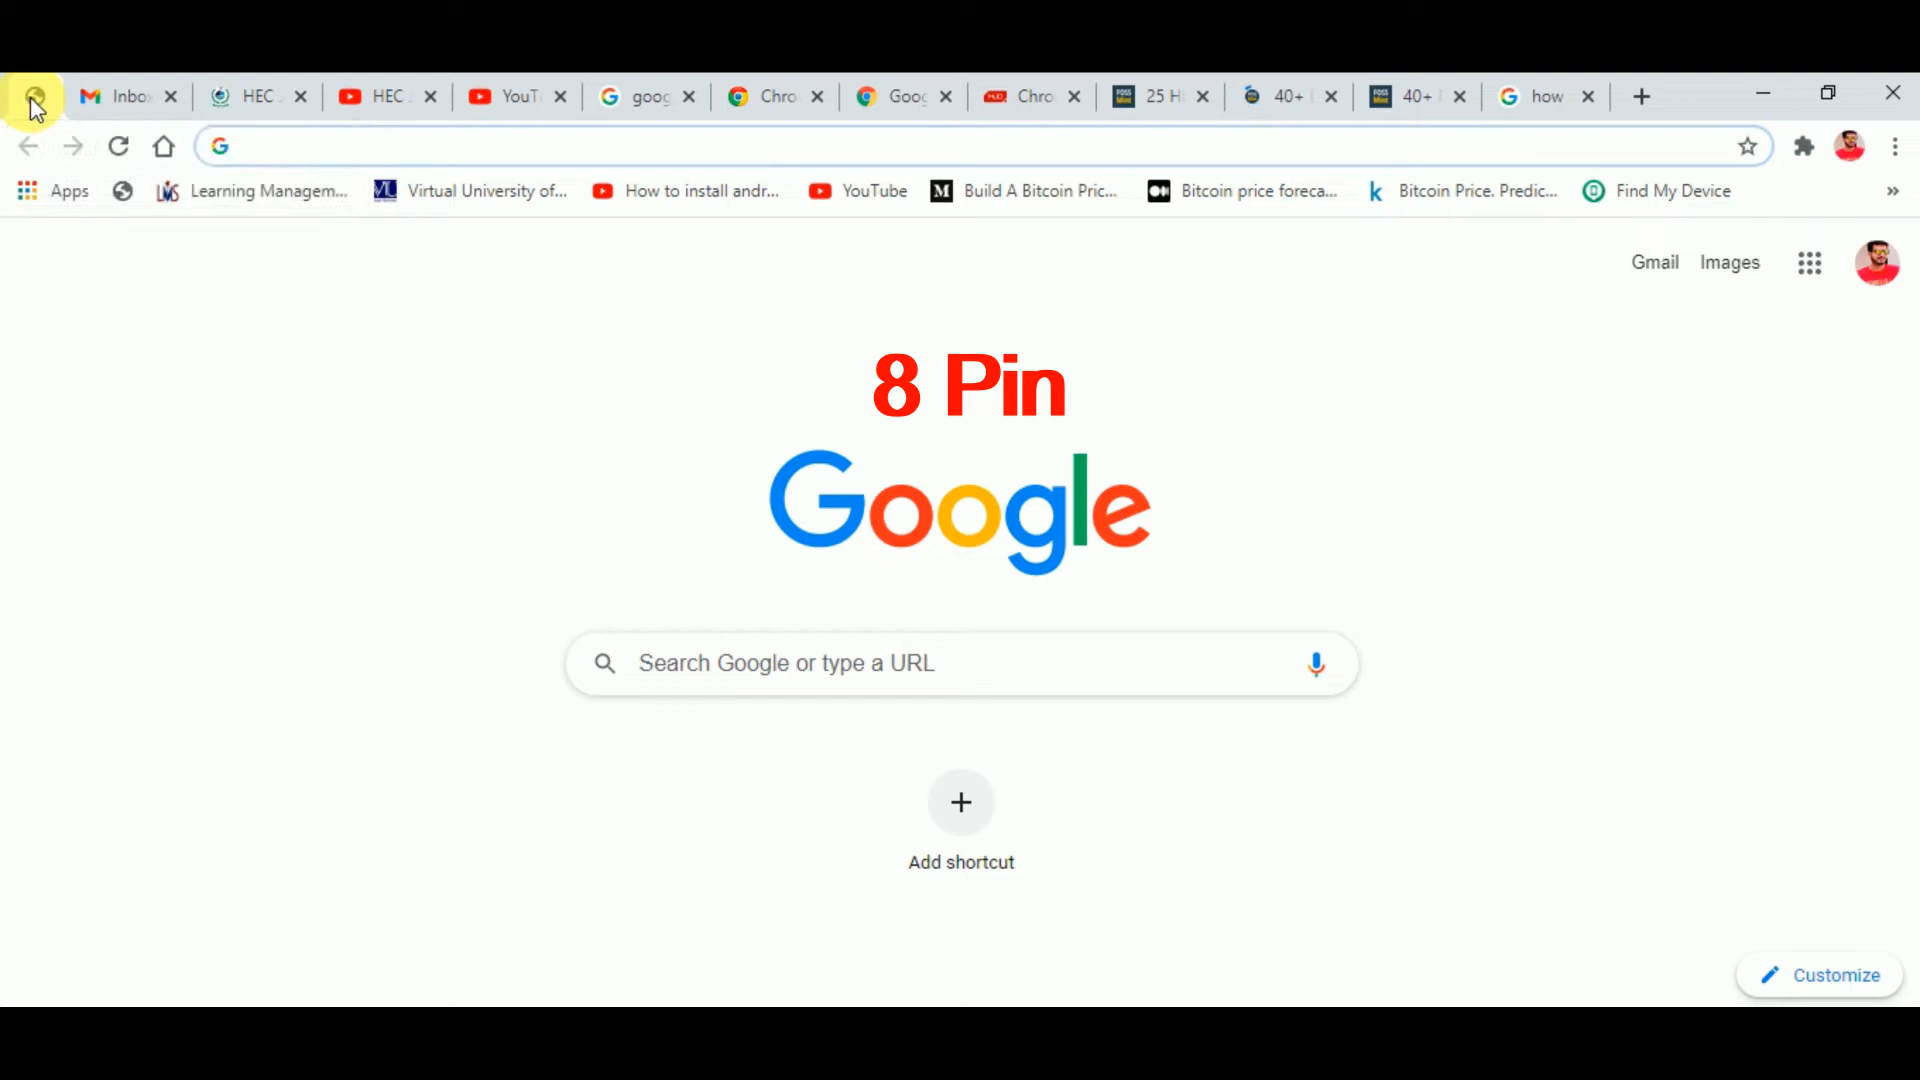 Inbo HEC HEC YouT goog Chro Goog Chro 25 H 40+ 40+ how
Apps Learning Managem... Virtual University of... How to install andr... YouTube Build A Bitcoin Pric... Bitcoin price foreca... Bitcoin Price. Predic... Find My Device »
Gmail Images
8 Pin
Google
Search Google or type a URL
Add shortcut
Customize